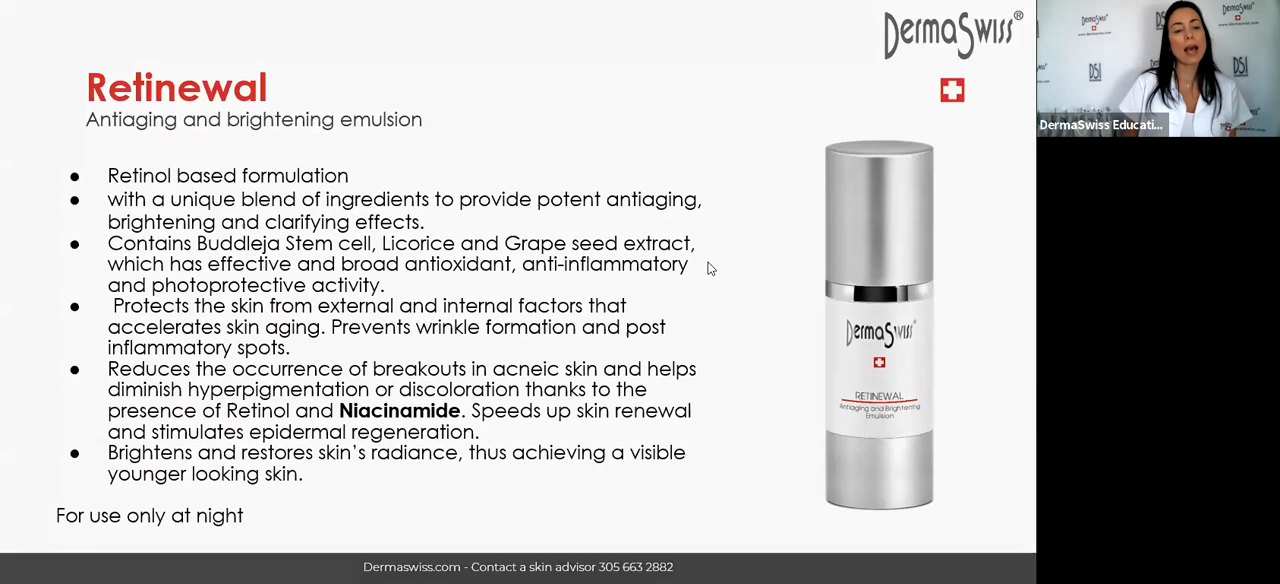 DermaSwiss®
Retinewal
Antiaging and brightening emulsion
● Retinol based formulation
● with a unique blend of ingredients to provide potent antiaging,
brightening and clarifying effects.
● Contains Buddleja Stem cell, Licorice and Grape seed extract,
which has effective and broad antioxidant, anti-inflammatory
and photoprotective activity.
● Protects the skin from external and internal factors that
accelerates skin aging. Prevents wrinkle formation and post
inflammatory spots.
● Reduces the occurrence of breakouts in acneic skin and helps
diminish hyperpigmentation or discoloration thanks to the
presence of Retinol and Niacinamide. Speeds up skin renewal
and stimulates epidermal regeneration.
● Brightens and restores skin’s radiance, thus achieving a visible
younger looking skin.
For use only at night
DermaSwiss
RETINEWAL
Antiaging and Brightening
Emulsion
Dermaswiss.com - Contact a skin advisor 305 663 2882
DermaSwiss
DermaSwiss
DSI
DSI
DermaSwiss Educati...